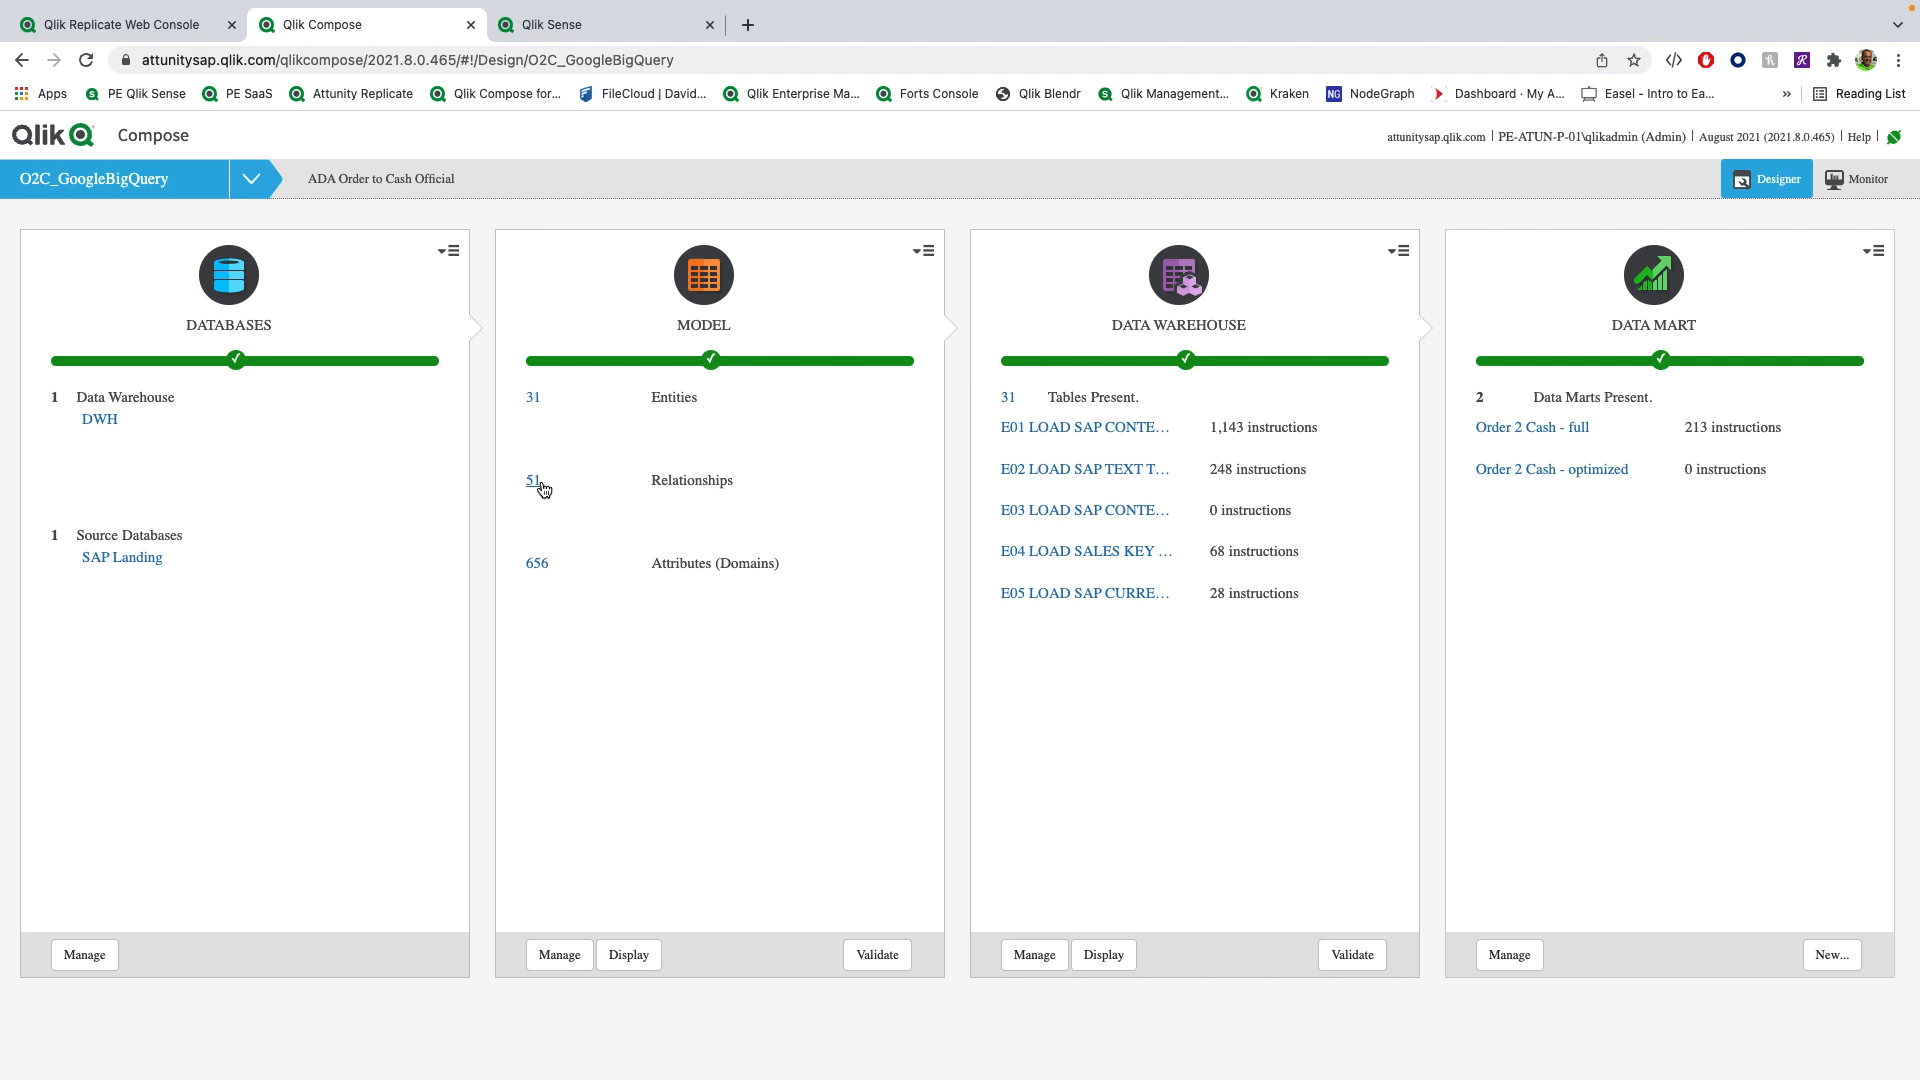 Qlik Replicate Web Console
Qlik Compose
Qlik Sense
attunitysap.qlik.com/qlikcompose/2021.8.0.465/#!/Design/O2C_GoogleBigQuery
Apps
PE Qlik Sense
PE SaaS
Attunity Replicate
Qlik Compose for...
FileCloud | David...
Qlik Enterprise Ma...
Forts Console
Qlik Blendr
Qlik Management...
Kraken
NG NodeGraph
Dashboard · My A...
Easel - Intro to Ea...
»
Reading List
Qlik Compose
attunitysap.qlik.com | PE-ATUN-P-01\qlikadmin (Admin) | August 2021 (2021.8.0.465) | Help |
O2C_GoogleBigQuery
ADA Order to Cash Official
Designer
Monitor
DATABASES
1 Data Warehouse
DWH
1 Source Databases
SAP Landing
Manage
MODEL
31 Entities
51 Relationships
656 Attributes (Domains)
Manage
Display
Validate
DATA WAREHOUSE
31 Tables Present.
E01 LOAD SAP CONTE... 1,143 instructions
E02 LOAD SAP TEXT T... 248 instructions
E03 LOAD SAP CONTE... 0 instructions
E04 LOAD SALES KEY ... 68 instructions
E05 LOAD SAP CURRE... 28 instructions
Manage
Display
Validate
DATA MART
2 Data Marts Present.
Order 2 Cash - full 213 instructions
Order 2 Cash - optimized 0 instructions
Manage
New...